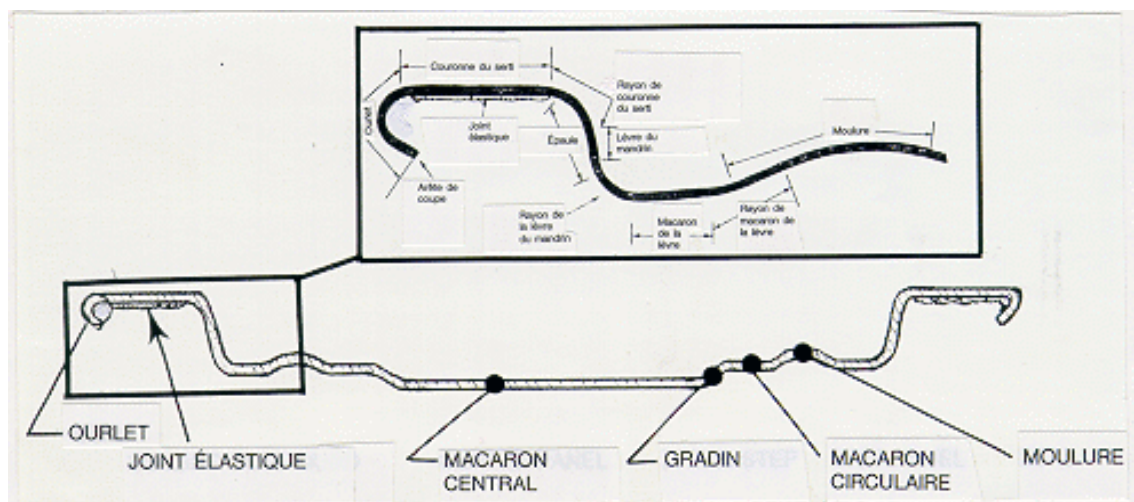 Couronne du serti
Rayon de
couronne
du serti
Ourlet
Joint
élastique
Épaule
Lèvre du
mandrin
Moulure
Arête de
coupe
Rayon de
la lèvre
du mandrin
Macaron
de la
lèvre
Rayon de
macaron de
la lèvre
OURLET
JOINT ÉLASTIQUE
MACARON
CENTRAL
GRADIN
MACARON
CIRCULAIRE
MOULURE